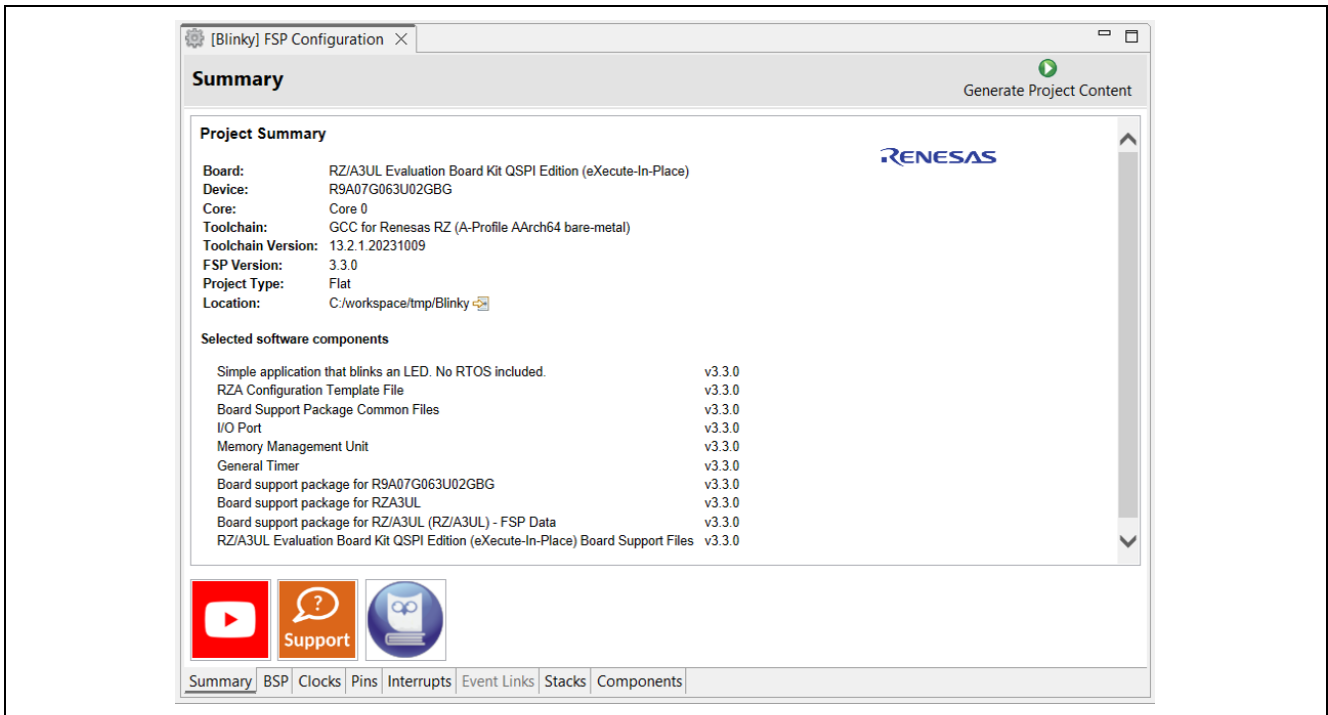 [Blinky] FSP Configuration
Summary
Generate Project Content
Project Summary
RENESAS
Board: RZ/A3UL Evaluation Board Kit QSPI Edition (eXecute-In-Place)
Device: R9A07G063U02GBG
Core: Core 0
Toolchain: GCC for Renesas RZ (A-Profile AArch64 bare-metal)
Toolchain Version: 13.2.1.20231009
FSP Version: 3.3.0
Project Type: Flat
Location: C:/workspace/tmp/Blinky
Selected software components
Simple application that blinks an LED. No RTOS included. v3.3.0
RZA Configuration Template File v3.3.0
Board Support Package Common Files v3.3.0
I/O Port v3.3.0
Memory Management Unit v3.3.0
General Timer v3.3.0
Board support package for R9A07G063U02GBG v3.3.0
Board support package for RZA3UL v3.3.0
Board support package for RZ/A3UL (RZ/A3UL) - FSP Data v3.3.0
RZ/A3UL Evaluation Board Kit QSPI Edition (eXecute-In-Place) Board Support Files v3.3.0
?
Support
Summary BSP Clocks Pins Interrupts Event Links Stacks Components